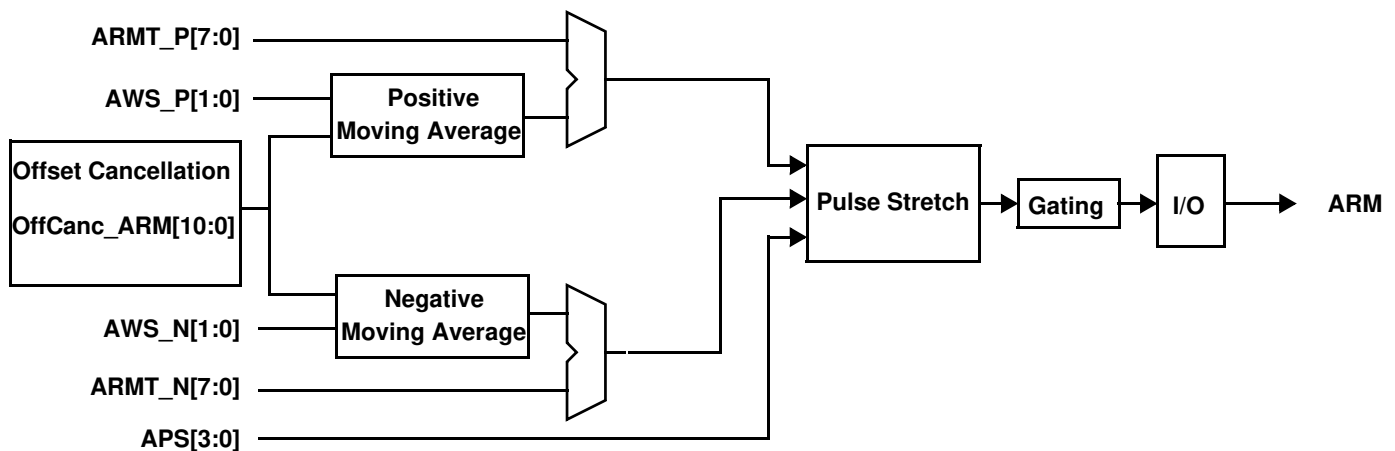 ARMT_P[7:0]
AWS_P[1:0]
Positive
Moving Average
Offset Cancellation
OffCanc_ARM[10:0]
Pulse Stretch
Gating
I/O
ARM
Negative
Moving Average
AWS_N[1:0]
ARMT_N[7:0]
APS[3:0]